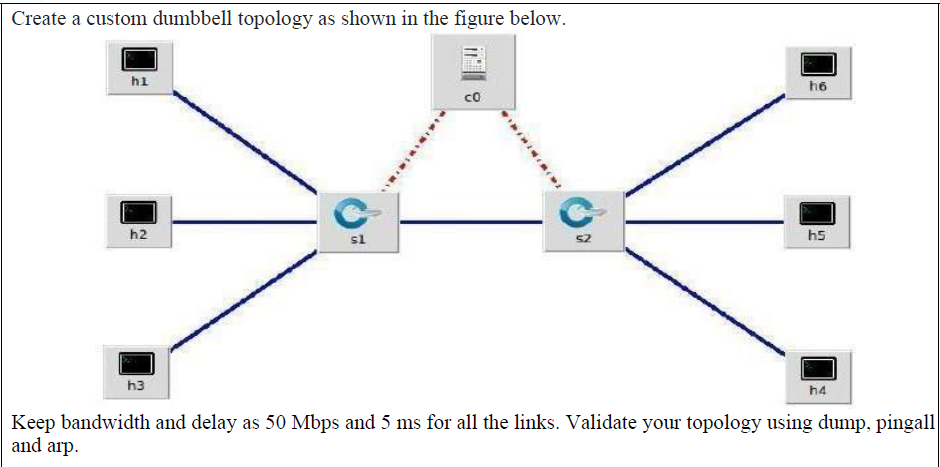 Create a custom dumbbell topology as shown in the figure below.
h1
c0
h6
h2
s1
s2
h5
h3
h4
Keep bandwidth and delay as 50 Mbps and 5 ms for all the links. Validate your topology using dump, pingall
and arp.